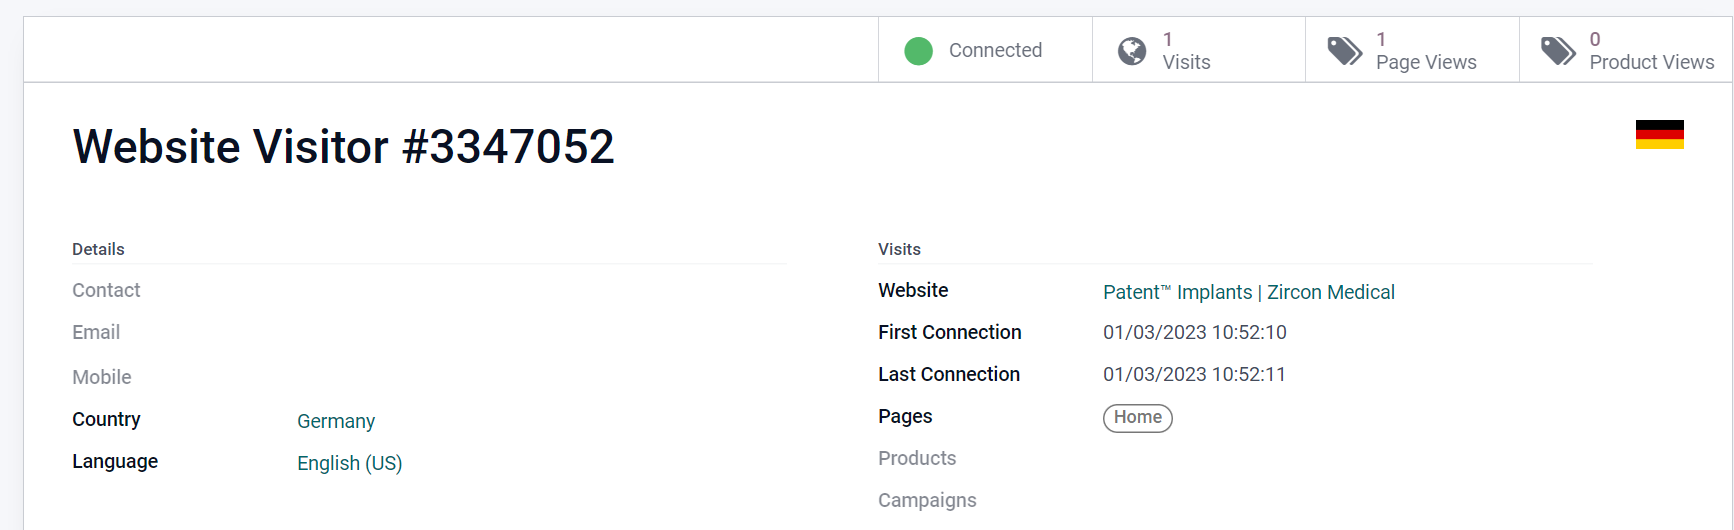 Connected
1
Visits
1
Page Views
0
Product Views
Website Visitor #3347052
Details
Contact
Email
Mobile
Country Germany
Language English (US)
Visits
Website Patent™ Implants | Zircon Medical
First Connection 01/03/2023 10:52:10
Last Connection 01/03/2023 10:52:11
Pages Home
Products
Campaigns